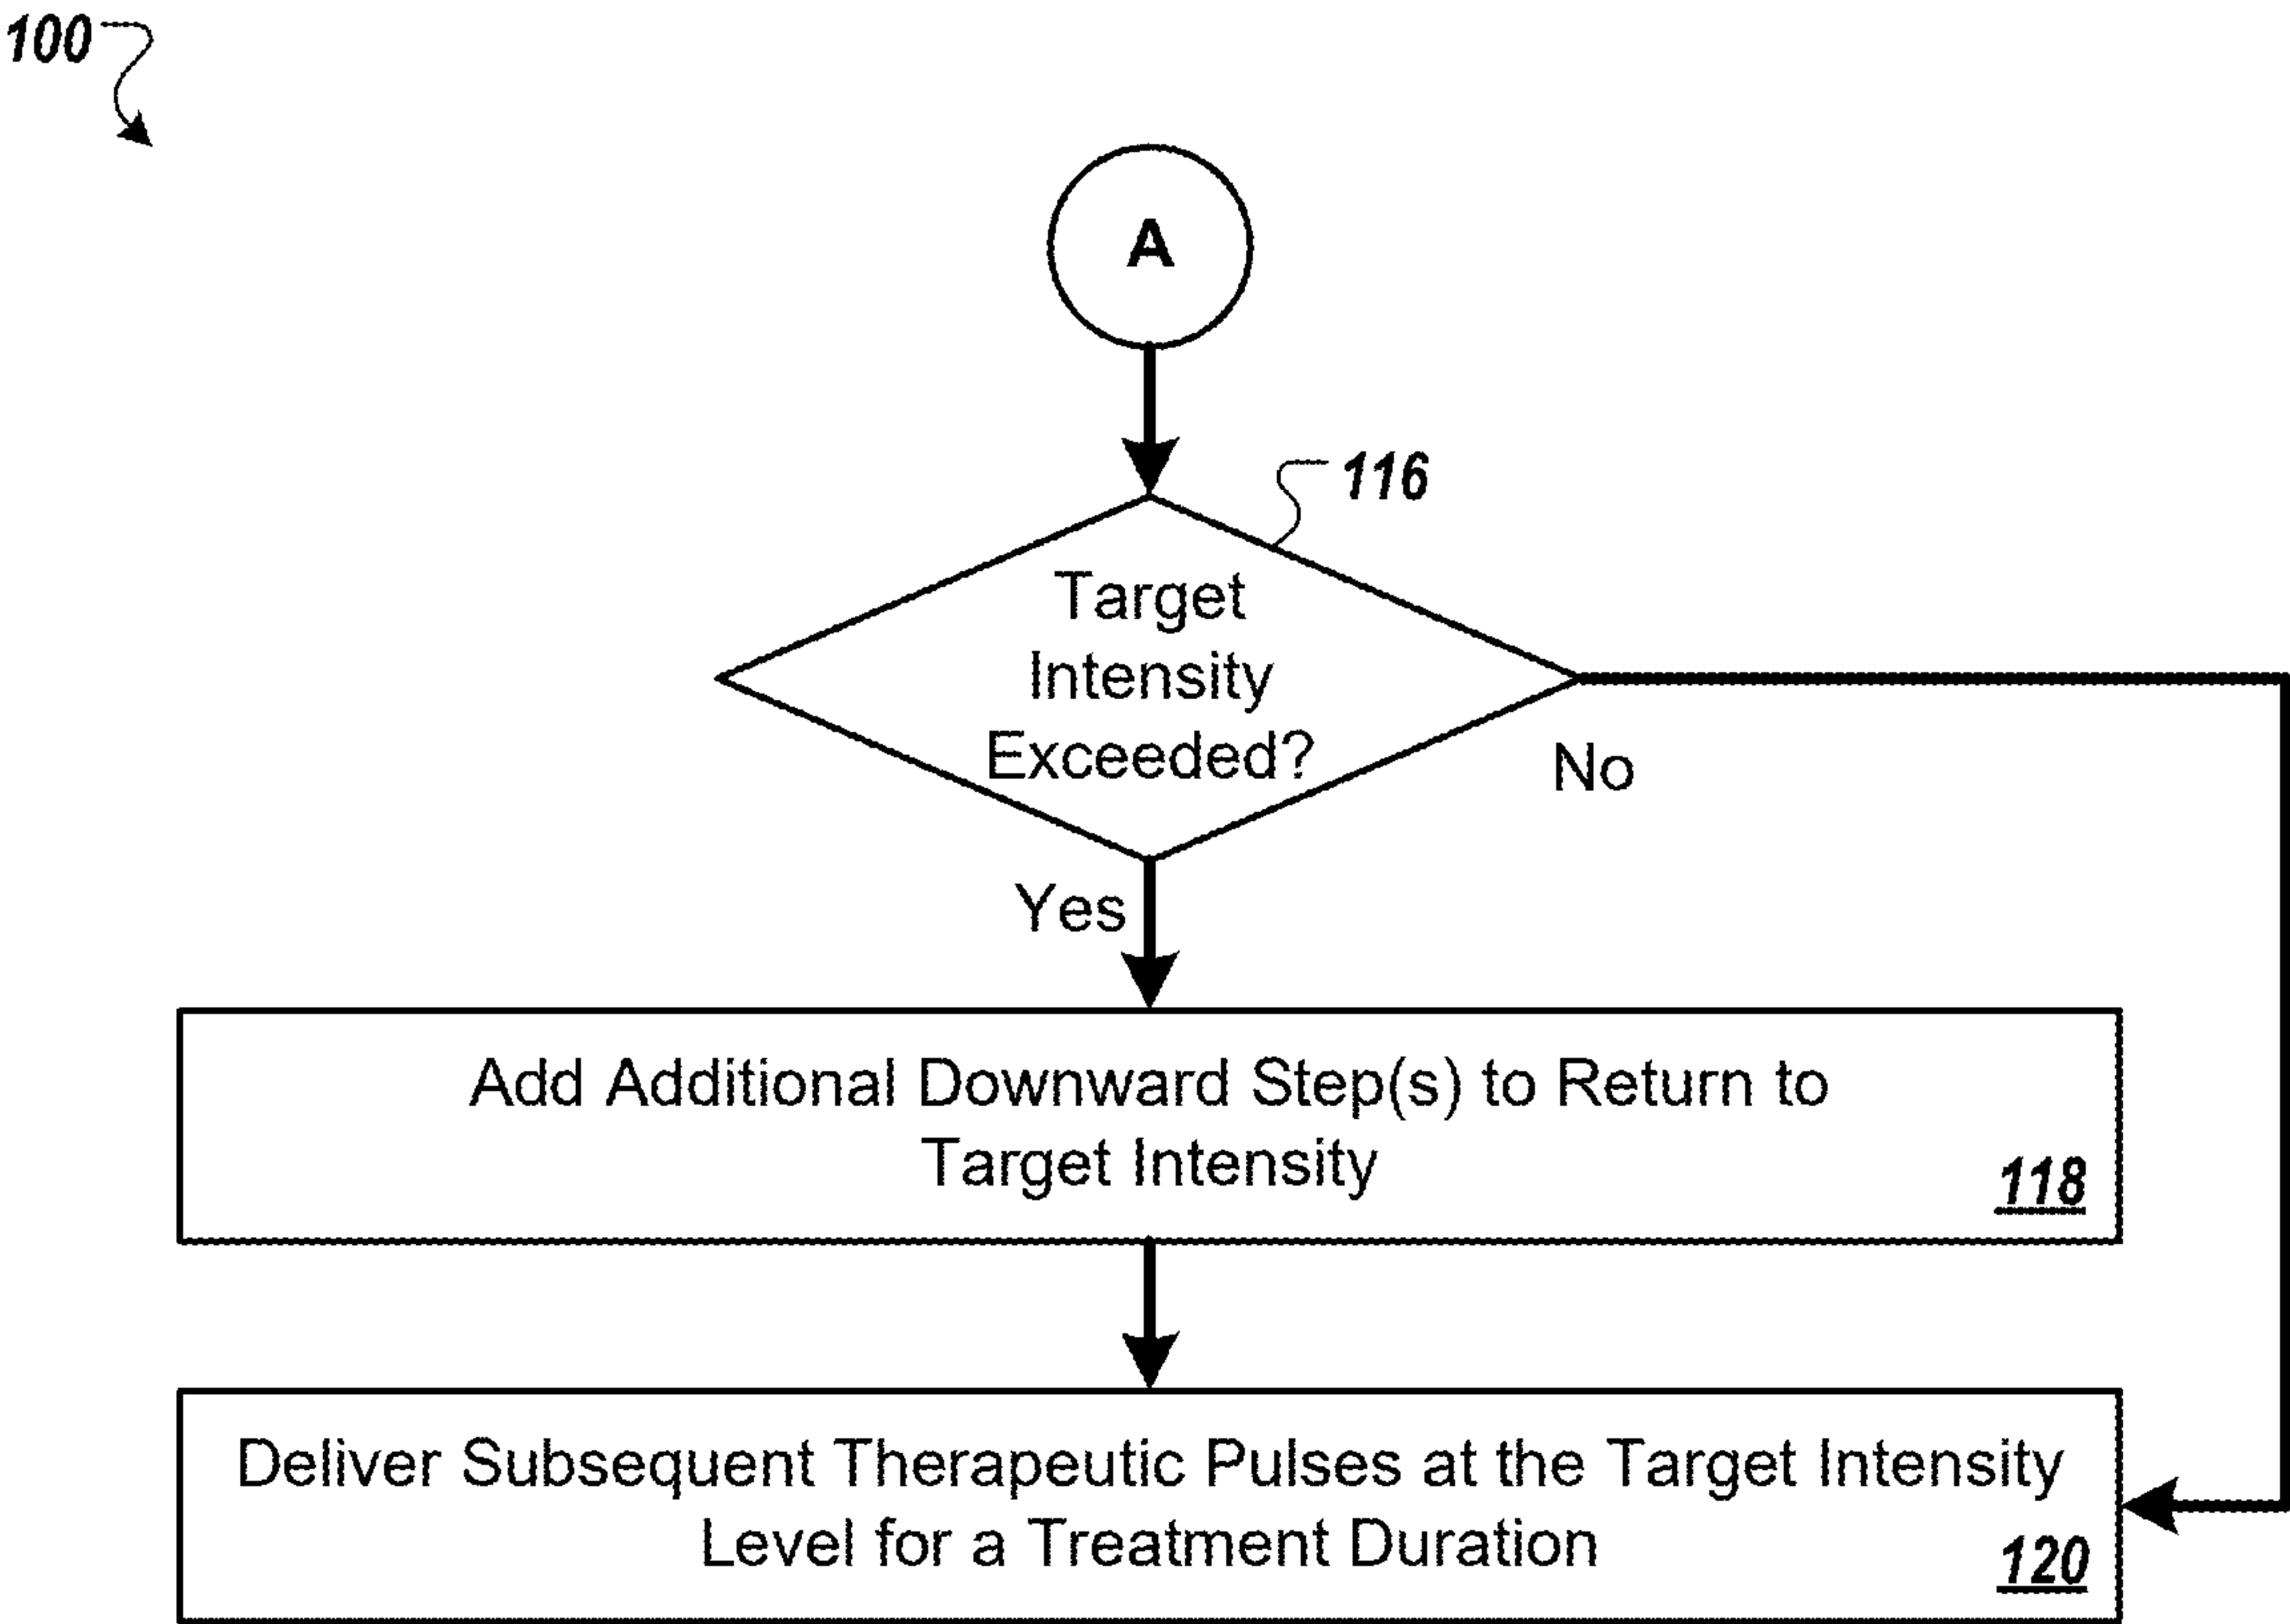 100
A
116
Target
Intensity
Exceeded?
No
Yes
Add Additional Downward Step(s) to Return to
Target Intensity
118
Deliver Subsequent Therapeutic Pulses at the Target Intensity
Level for a Treatment Duration
120